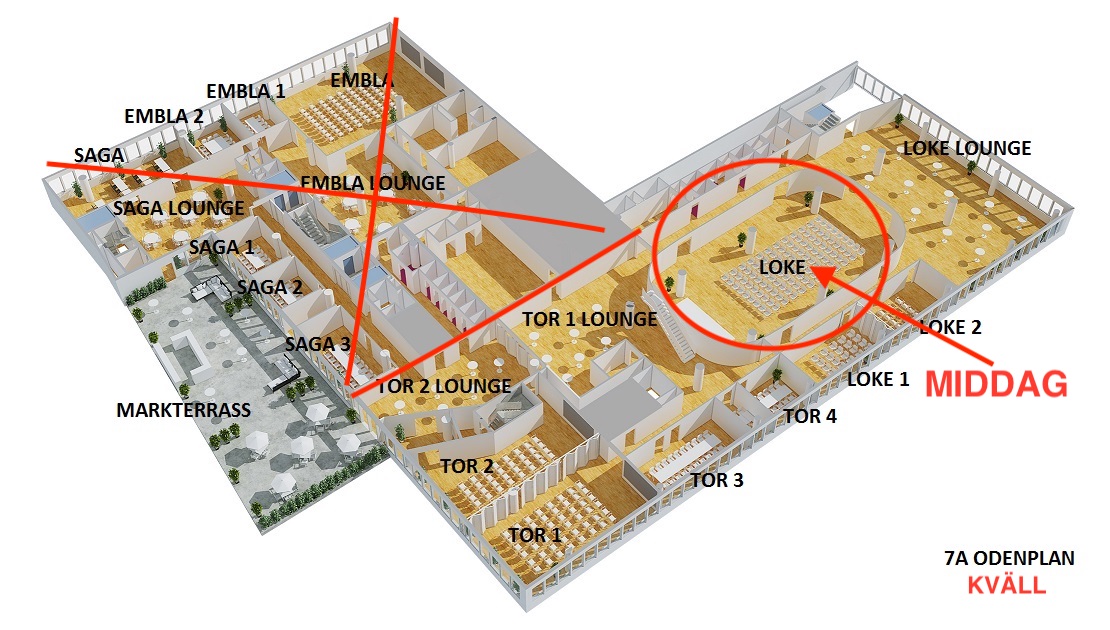 EMBLA
EMBLA 1
EMBLA 2
SAGA
EMBLA LOUNGE
LOKE LOUNGE
SAGA LOUNGE
SAGA 1
SAGA 2
LOKE
SAGA 3
TOR 1 LOUNGE
LOKE 2
TOR 2 LOUNGE
LOKE 1
MIDDAG
MARKTERRASS
TOR 4
TOR 2
TOR 3
TOR 1
7A ODENPLAN
KVÄLL